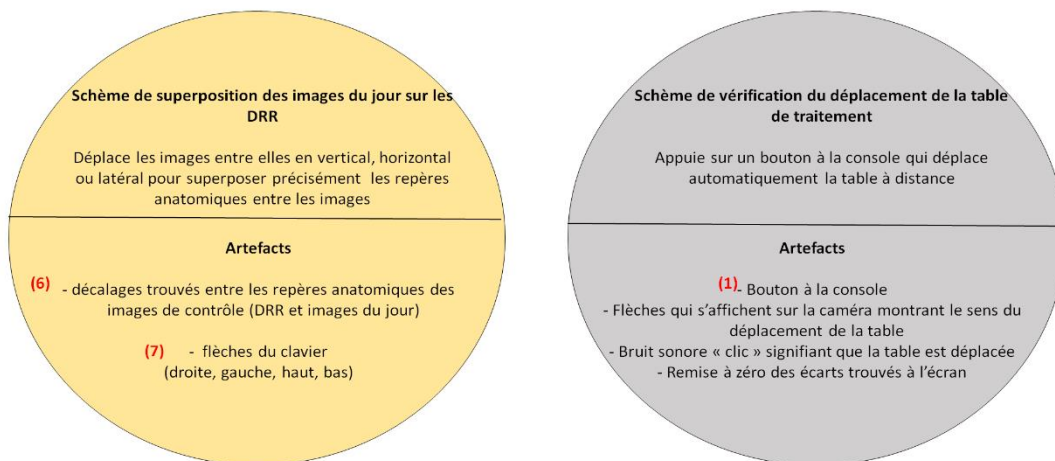 Schème de superposition des images du jour sur les
DRR
Déplace les images entre elles en vertical, horizontal
ou latéral pour superposer précisément les repères
anatomiques entre les images
Artefacts
(6) - décalages trouvés entre les repères anatomiques des
images de contrôle (DRR et images du jour)
(7) - flèches du clavier
(droite, gauche, haut, bas)
Schème de vérification du déplacement de la table
de traitement
Appuie sur un bouton à la console qui déplace
automatiquement la table à distance
Artefacts
(1) - Bouton à la console
- Flèches qui s’affichent sur la caméra montrant le sens du
déplacement de la table
- Bruit sonore « clic » signifiant que la table est déplacée
- Remise à zéro des écarts trouvés à l’écran